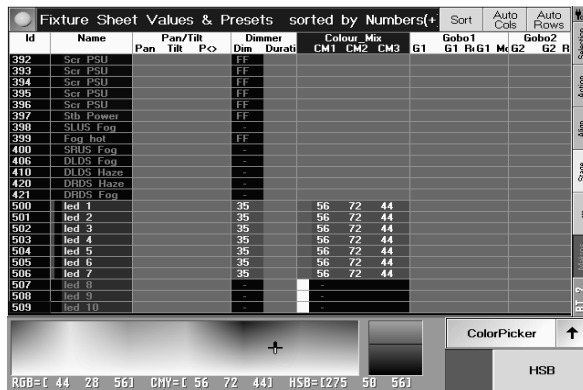 Fixture Sheet Values & Presets sorted by Numbers(+ Sort Auto Cols Auto Rows
Id Name Pan/Tilt Dimmer Colour_Mix Gobo1 Gobo2
Pan Tilt P<> Dim Durati CM1 CM2 CM3 G1 G1 R‹G1 Mc G2 G2 R
392 Scr PSU FF
393 Scr PSU FF
394 Scr PSU FF
395 Scr PSU FF
396 Scr PSU FF
397 Stb Power FF
398 SLUS Fog -
399 Fog hot FF
400 SRUS Fog -
406 DLDS Fog -
410 DLDS Haze -
420 DRDS Haze -
421 DRDS Fog -
500 led 1 35 56 72 44
501 led 2 35 56 72 44
502 led 3 35 56 72 44
503 led 4 35 56 72 44
504 led 5 35 56 72 44
505 led 6 35 56 72 44
506 led 7 35 56 72 44
507 led 8 - -
508 led 9 - -
509 led 10 - -
Action
Align
Stage
ColorPicker
HSB
RGB=[ 44 28 56] CMY=[ 56 72 44] HSB=[275 50 56]